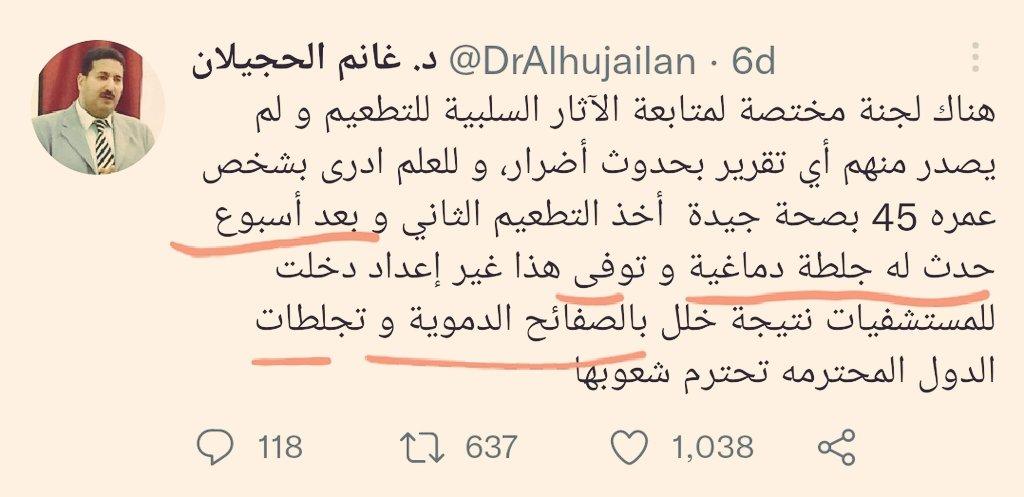 د. غانم الحجيلان @DrAlhujailan · 6d
هناك لجنة مختصة لمتابعة الآثار السلبية للتطعيم و لم
يصدر منهم أي تقرير بحدوث أضرار، و للعلم ادرى بشخص
عمره 45 بصحة جيدة أخذ التطعيم الثاني و بعد أسبوع
حدث له جلطة دماغية و توفى هذا غير إعداد دخلت
للمستشفيات نتيجة خلل بالصفائح الدموية و تجلطات
الدول المحترمه تحترم شعوبها
118 637 1,038